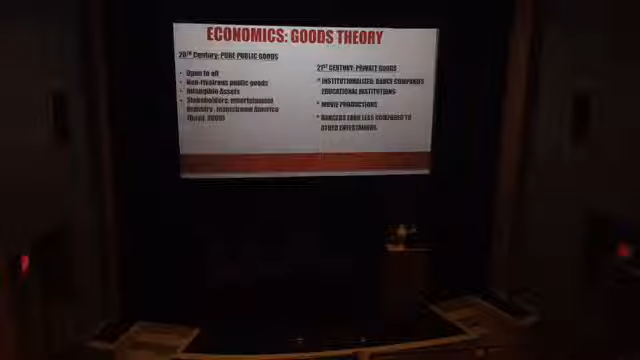 ECONOMICS: GOODS THEORY
20TH Century: PURE PUBLIC GOODS
Open to all
Non-rivalrous public goods
Intangible Assets
Stakeholders: entertainment
industry, mainstream America
21ST CENTURY: PRIVATE GOODS
* INSTITUTIONALIZED: DANCE COMPANIES
EDUCATIONAL INSTITUTIONS
* MOVIE PRODUCTIONS
* DANCERS EARN LESS COMPARED TO
OTHER ENTERTAINERS